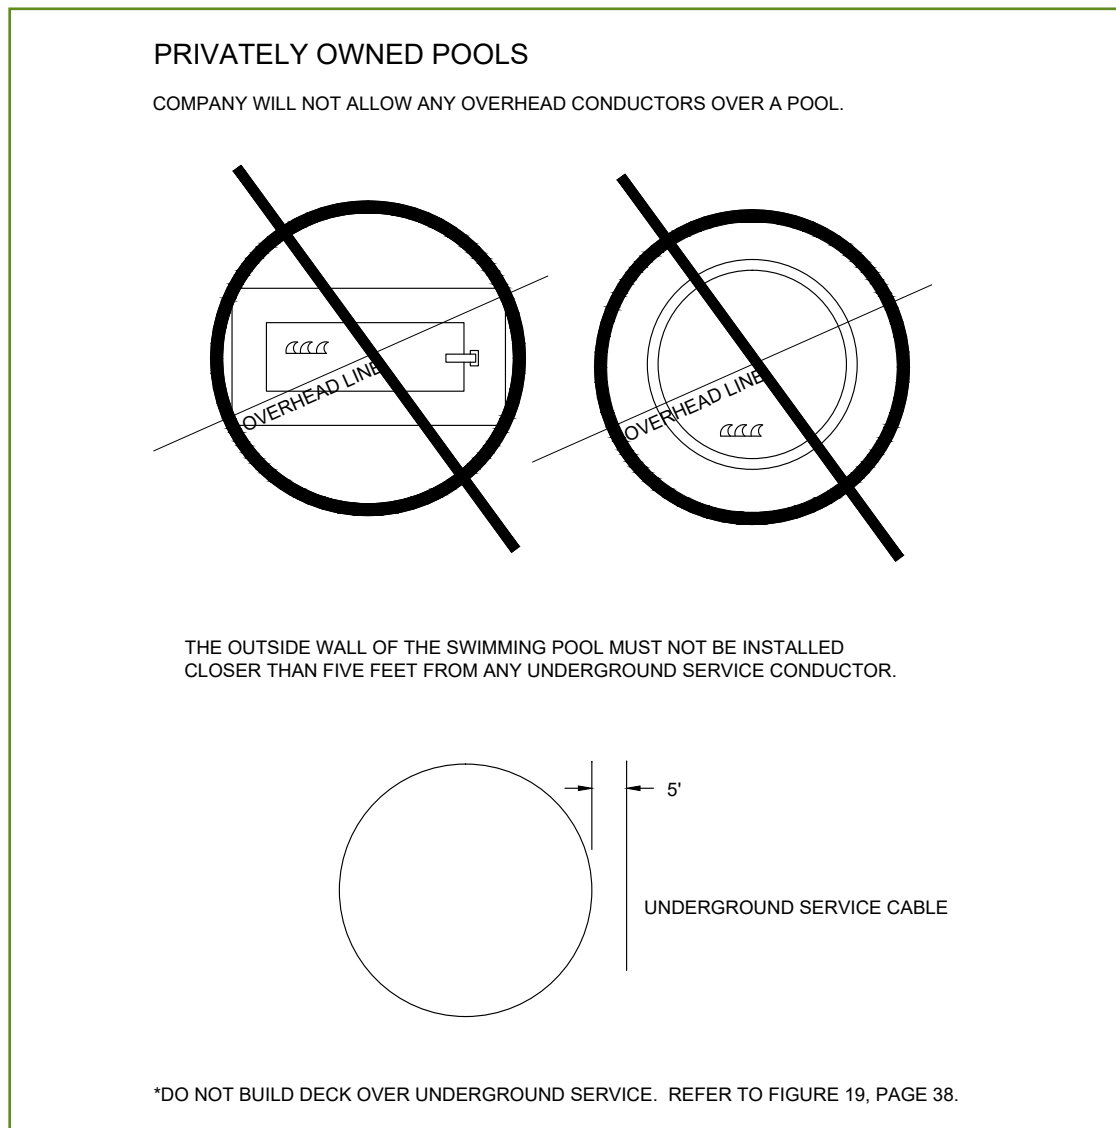 PRIVATELY OWNED POOLS
COMPANY WILL NOT ALLOW ANY OVERHEAD CONDUCTORS OVER A POOL.
OVERHEAD LINE
OVERHEAD LINE
THE OUTSIDE WALL OF THE SWIMMING POOL MUST NOT BE INSTALLED
CLOSER THAN FIVE FEET FROM ANY UNDERGROUND SERVICE CONDUCTOR.
5'
UNDERGROUND SERVICE CABLE
*DO NOT BUILD DECK OVER UNDERGROUND SERVICE. REFER TO FIGURE 19, PAGE 38.